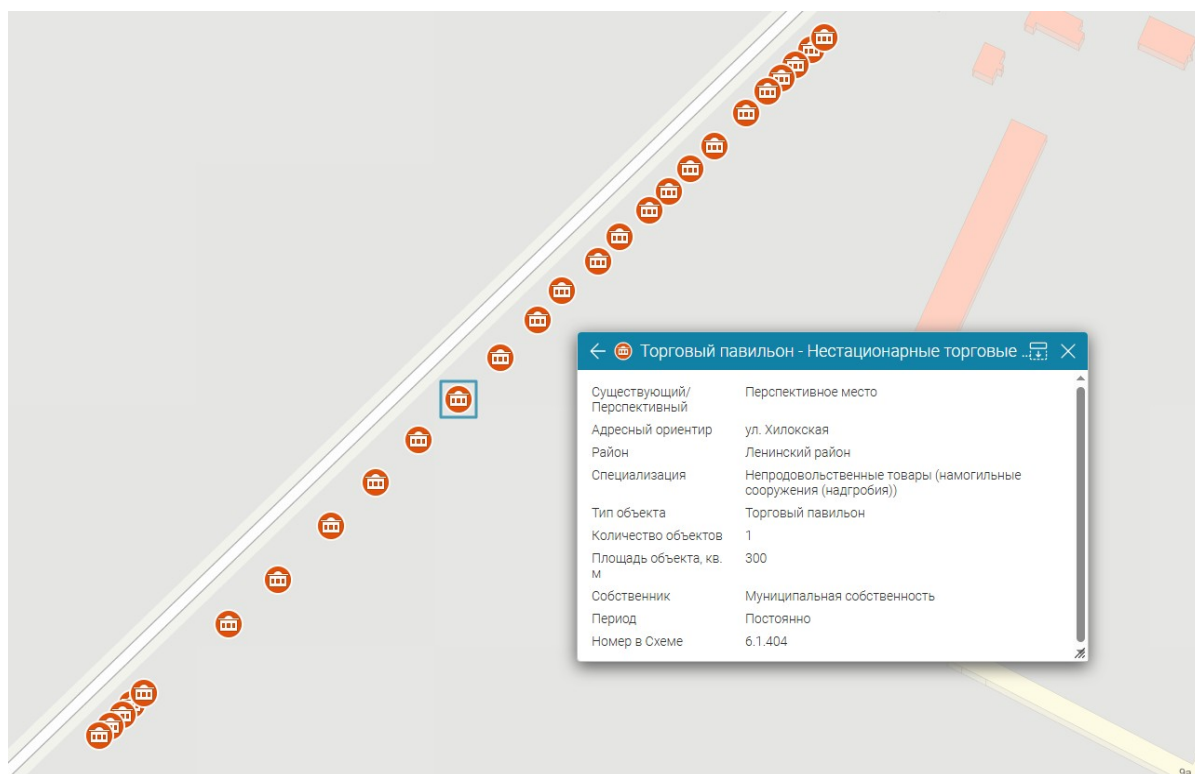 Торговый павильон - Нестационарные торговые ...
Существующий/ Перспективное место
Перспективный
Адресный ориентир ул. Хилокская
Район Ленинский район
Специализация Непродовольственные товары (намогильные
сооружения (надгробия))
Тип объекта Торговый павильон
Количество объектов 1
Площадь объекта, кв. 300
м
Собственник Муниципальная собственность
Период Постоянно
Номер в Схеме 6.1.404
9а